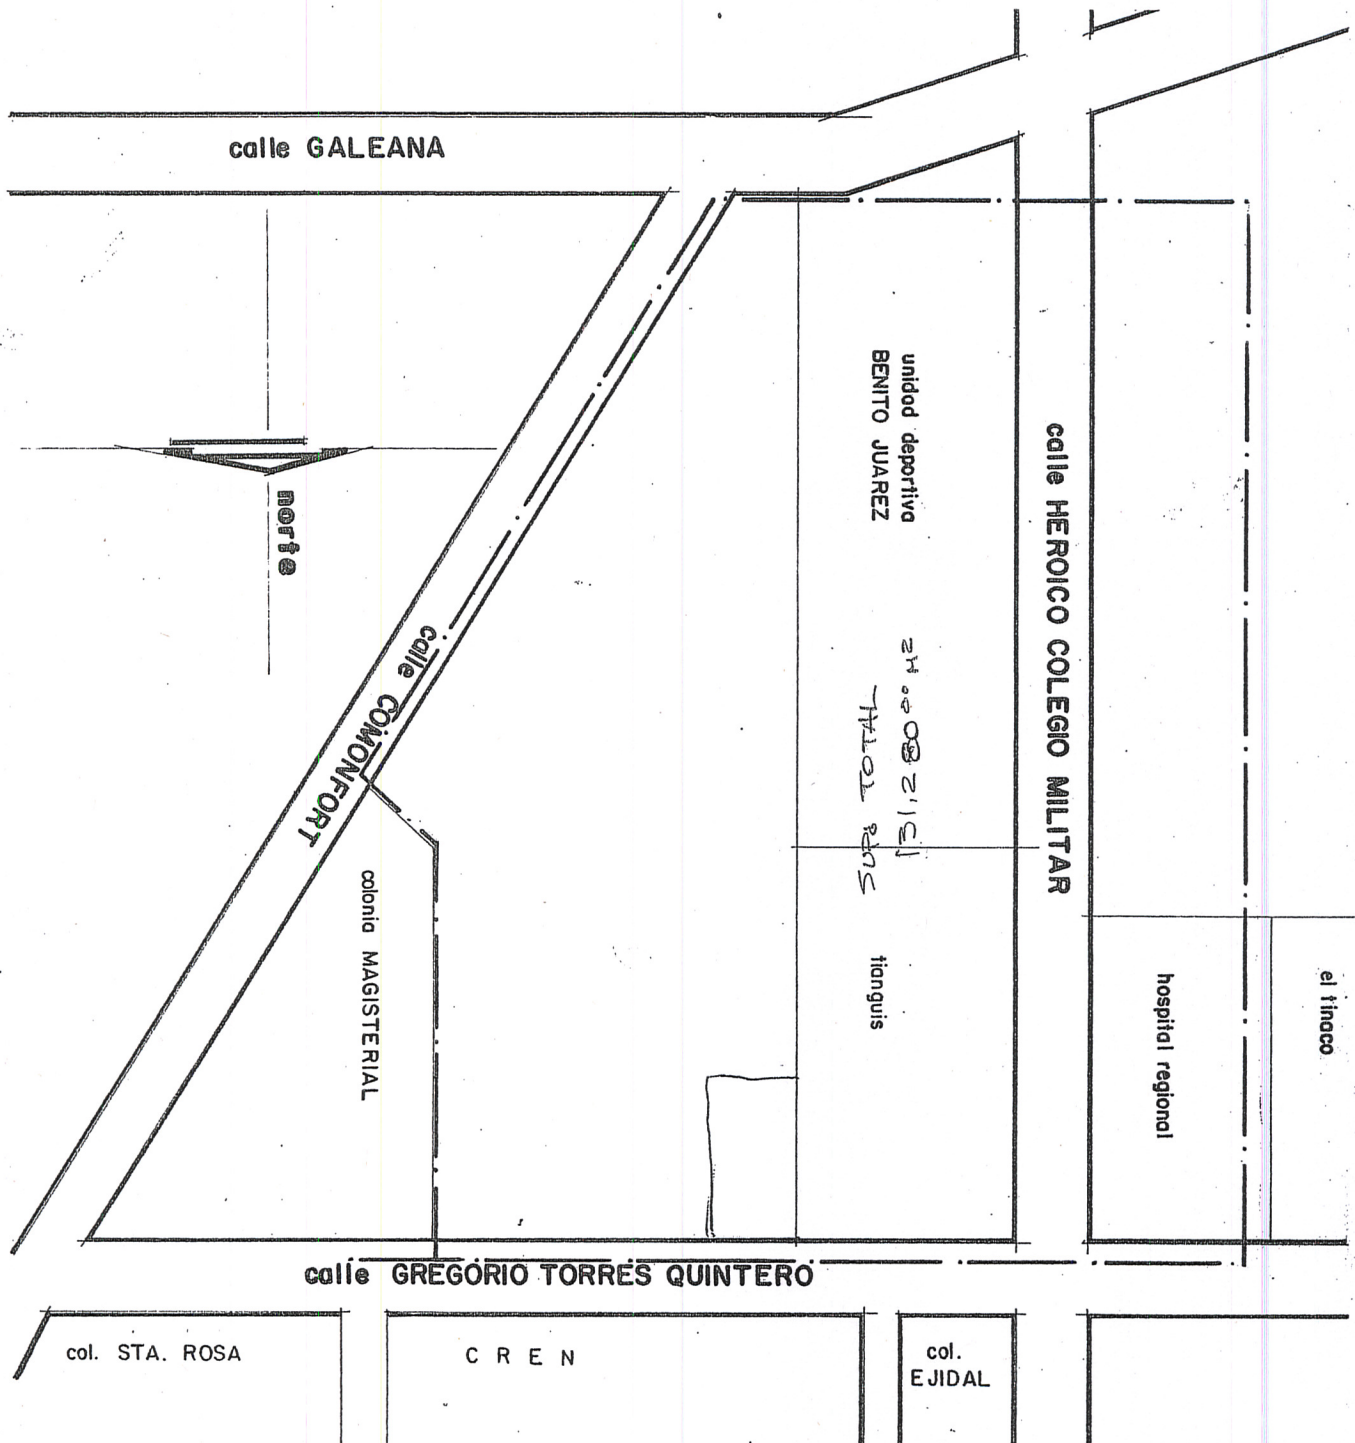 calle GALEANA
norte
calle COMONFORT
unidad deportiva
BENITO JUAREZ
SUP. TOTAL
131,280.00 M2
calle HEROICO COLEGIO MILITAR
colonia MAGISTERIAL
tianguis
hospital regional
el tinaco
calle GREGORIO TORRES QUINTERO
col. STA. ROSA
C R E N
col.
EJIDAL